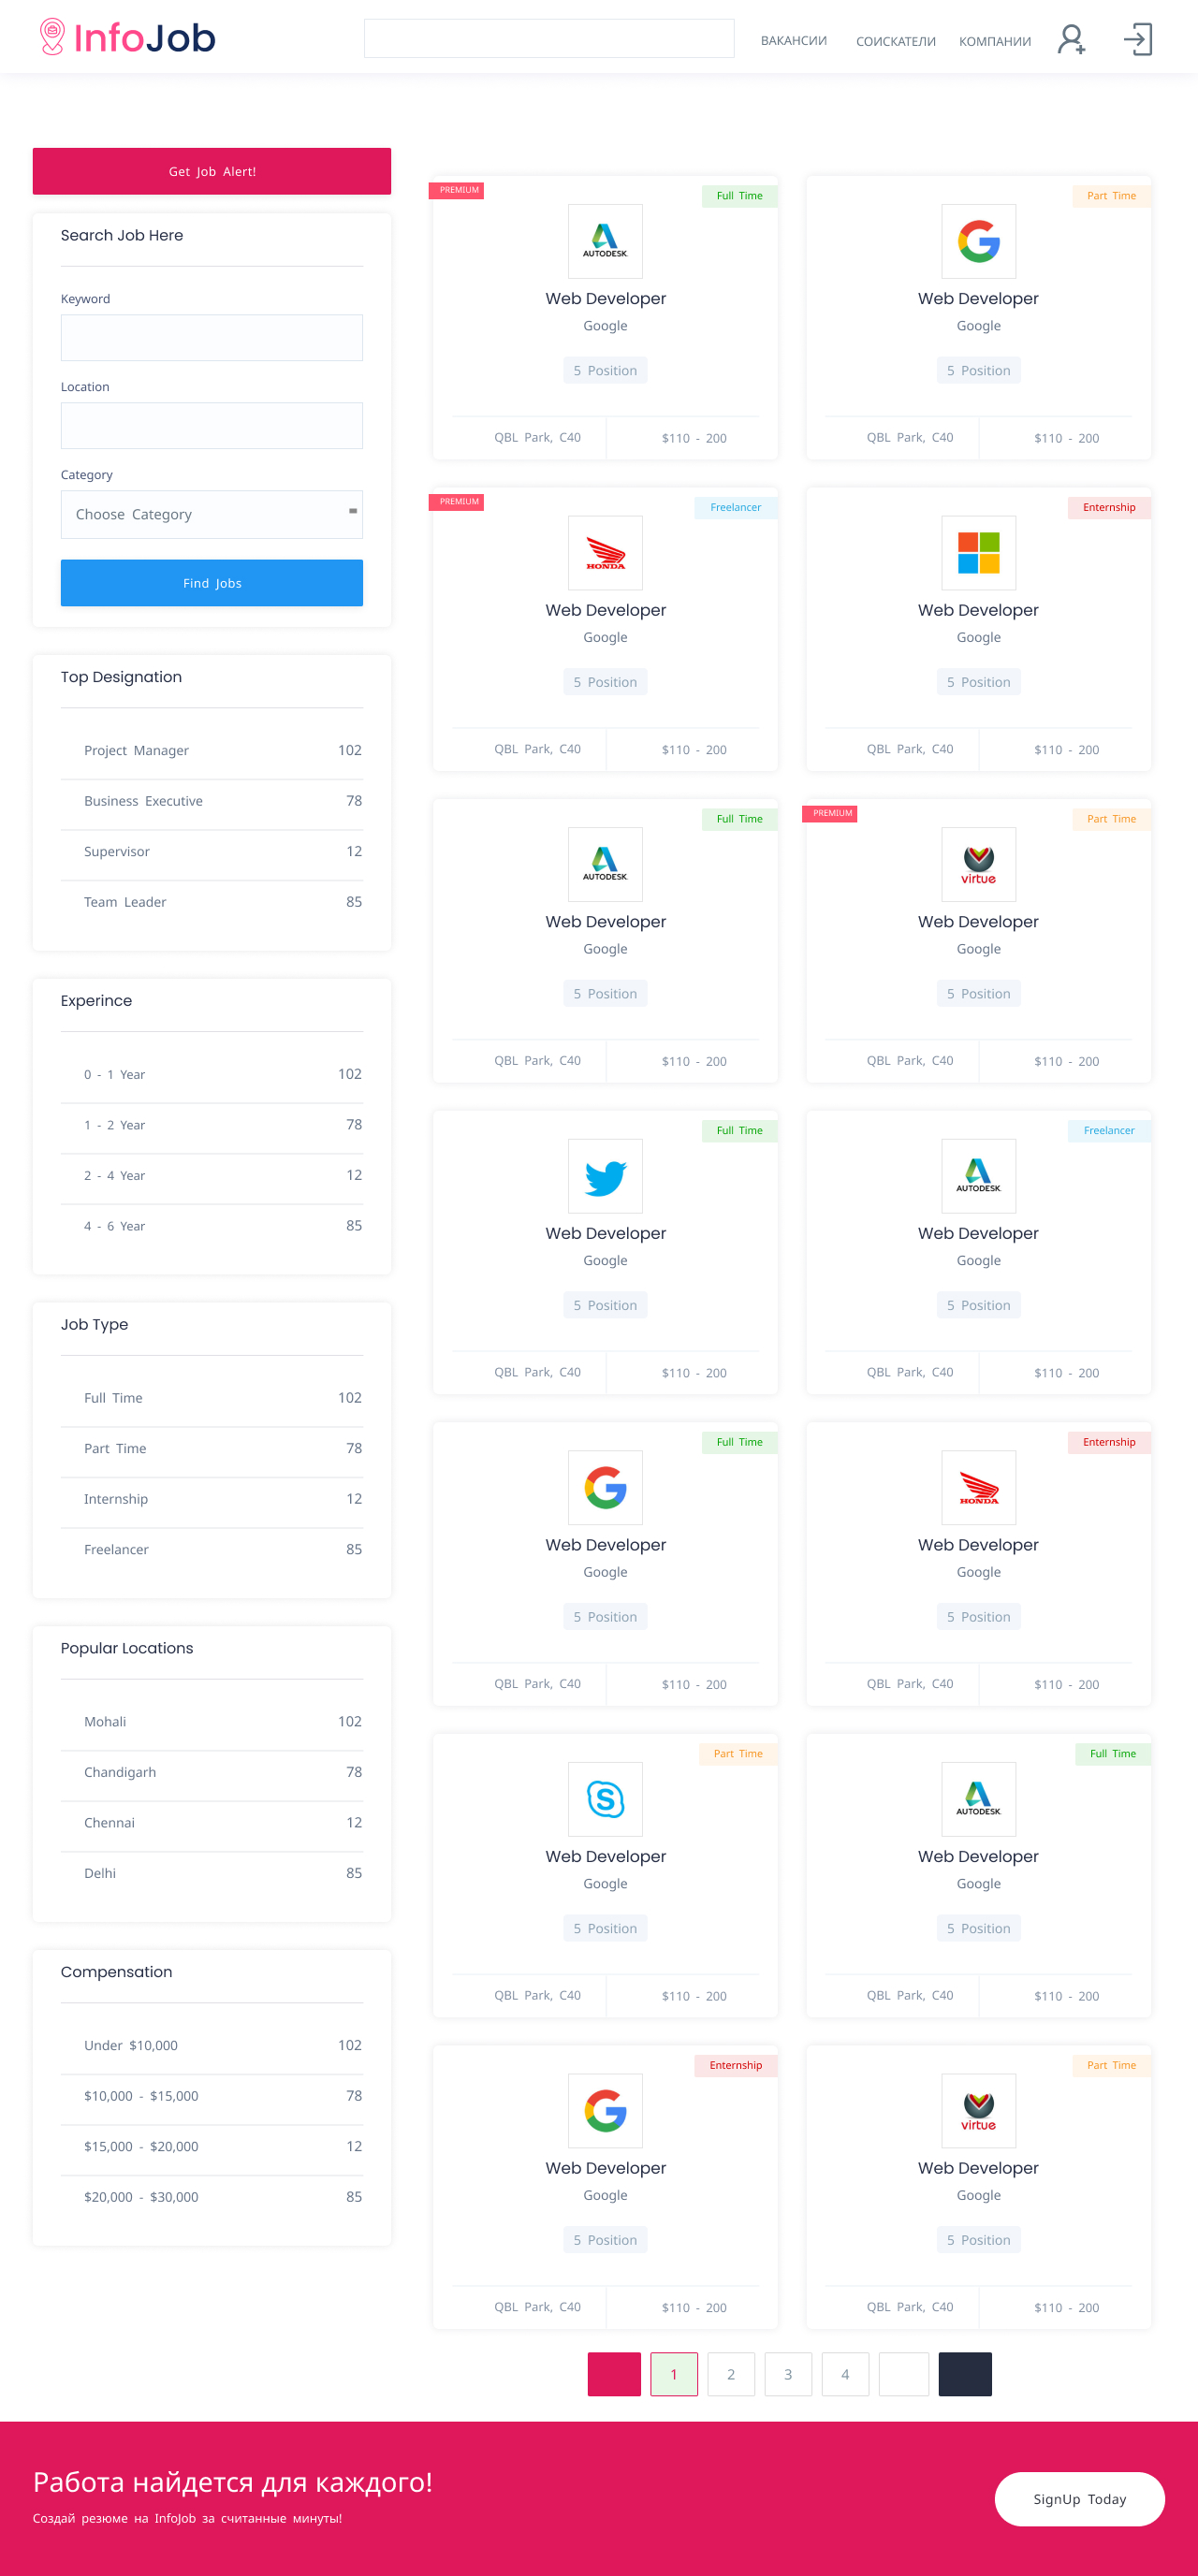 InfoJob
ВАКАНСИИ
СОИСКАТЕЛИ
КОМПАНИИ
Get Job Alert!
Search Job Here
Keyword
Location
Category
Choose Category
Find Jobs
Top Designation
Project Manager 102
Business Executive 78
Supervisor 12
Team Leader 85
Experince
0 - 1 Year 102
1 - 2 Year 78
2 - 4 Year 12
4 - 6 Year 85
Job Type
Full Time 102
Part Time 78
Internship 12
Freelancer 85
Popular Locations
Mohali 102
Chandigarh 78
Chennai 12
Delhi 85
Compensation
Under $10,000 102
$10,000 - $15,000 78
$15,000 - $20,000 12
$20,000 - $30,000 85
PREMIUM
Full Time
AUTODESK
Web Developer
Google
5 Position
QBL Park, C40
$110 - 200
Part Time
G
Web Developer
Google
5 Position
QBL Park, C40
$110 - 200
PREMIUM
Freelancer
HONDA
Web Developer
Google
5 Position
QBL Park, C40
$110 - 200
Enternship
Web Developer
Google
5 Position
QBL Park, C40
$110 - 200
Full Time
AUTODESK
Web Developer
Google
5 Position
QBL Park, C40
$110 - 200
PREMIUM
Part Time
virtue
Web Developer
Google
5 Position
QBL Park, C40
$110 - 200
Full Time
Web Developer
Google
5 Position
QBL Park, C40
$110 - 200
Freelancer
AUTODESK
Web Developer
Google
5 Position
QBL Park, C40
$110 - 200
Full Time
G
Web Developer
Google
5 Position
QBL Park, C40
$110 - 200
Enternship
HONDA
Web Developer
Google
5 Position
QBL Park, C40
$110 - 200
Part Time
S
Web Developer
Google
5 Position
QBL Park, C40
$110 - 200
Full Time
AUTODESK
Web Developer
Google
5 Position
QBL Park, C40
$110 - 200
Enternship
G
Web Developer
Google
5 Position
QBL Park, C40
$110 - 200
Part Time
virtue
Web Developer
Google
5 Position
QBL Park, C40
$110 - 200
1 2 3 4
Работа найдется для каждого!
Создай резюме на InfoJob за считанные минуты!
SignUp Today